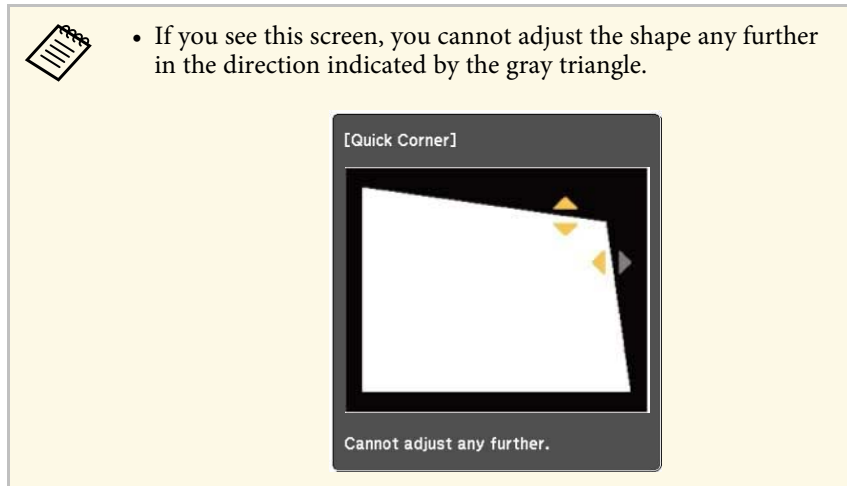 • If you see this screen, you cannot adjust the shape any further
in the direction indicated by the gray triangle.
[Quick Corner]
Cannot adjust any further.